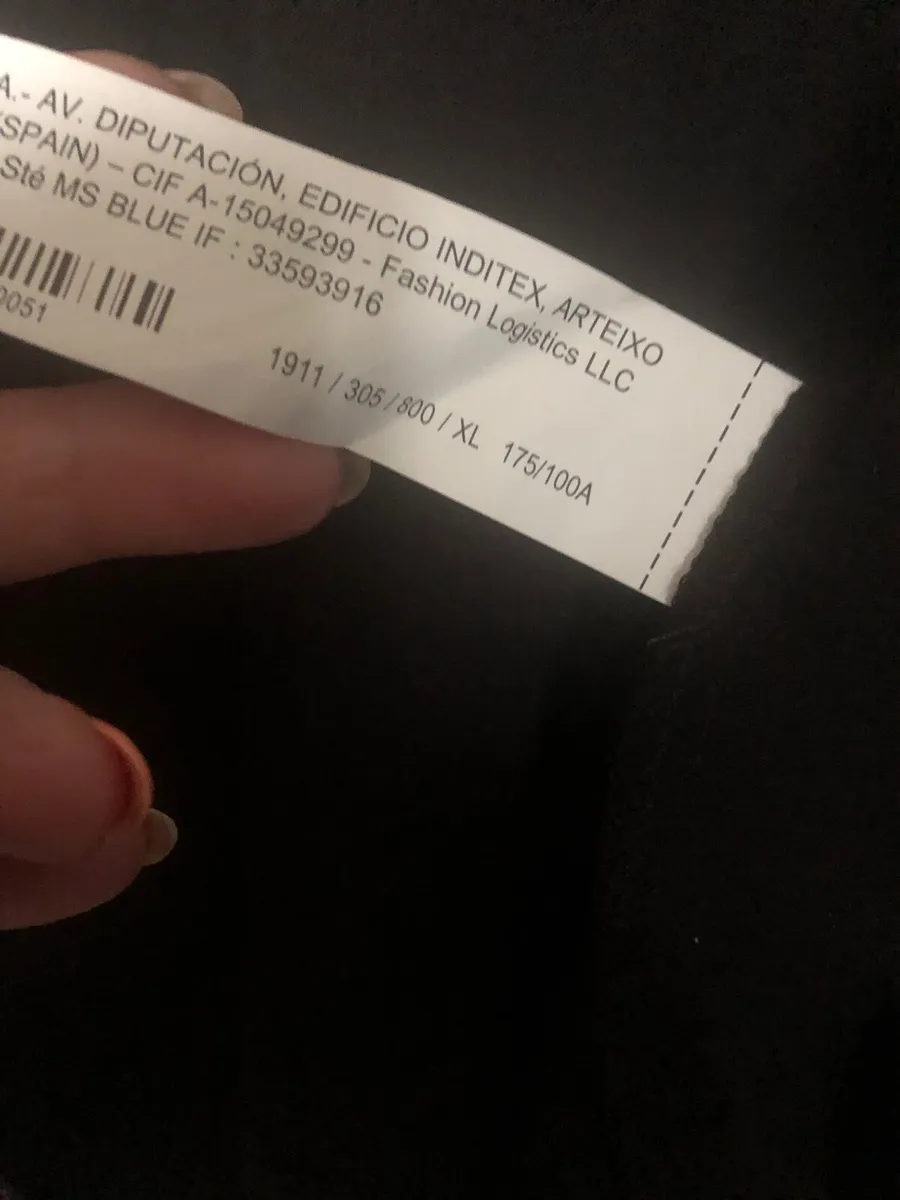 A.- AV. DIPUTACIÓN, EDIFICIO INDITEX, ARTEIXO
(SPAIN) – CIF A-15049299 - Fashion Logistics LLC
Sté MS BLUE IF : 33593916
0051
1911 / 305 / 800 / XL 175/100A